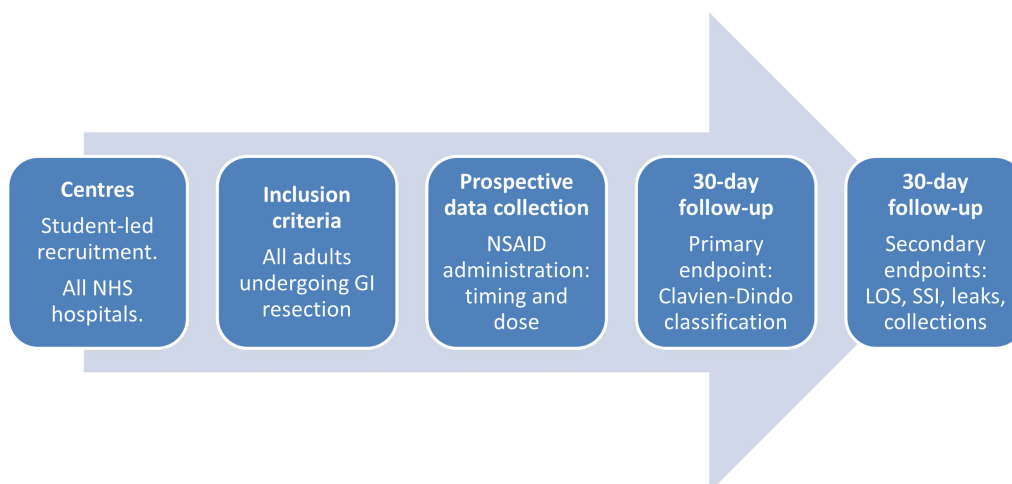 Centres
Student-led
recruitment.
All NHS
hospitals.
Inclusion
criteria
All adults
undergoing GI
resection
Prospective
data collection
NSAID
administration:
timing and
dose
30-day
follow-up
Primary
endpoint:
Clavien-Dindo
classification
30-day
follow-up
Secondary
endpoints:
LOS, SSI, leaks,
collections